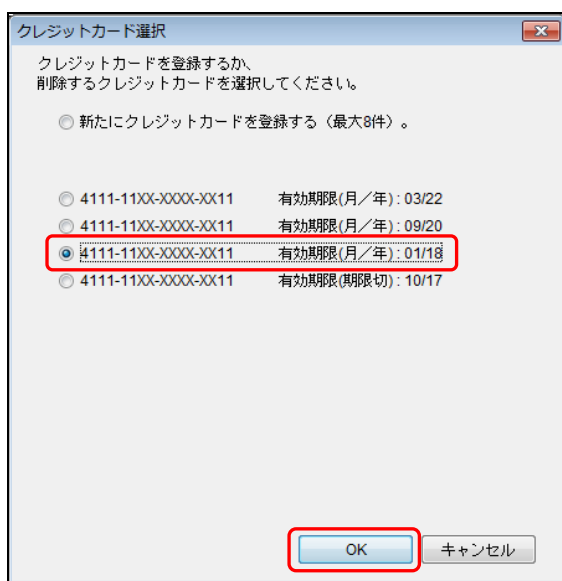 クレジットカード選択
クレジットカードを登録するか、
削除するクレジットカードを選択してください。
新たにクレジットカードを登録する（最大8件）。
4111-11XX-XXXX-XX11 有効期限(月／年) : 03/22
4111-11XX-XXXX-XX11 有効期限(月／年) : 09/20
4111-11XX-XXXX-XX11 有効期限(月／年) : 01/18
4111-11XX-XXXX-XX11 有効期限(期限切) : 10/17
OK キャンセル